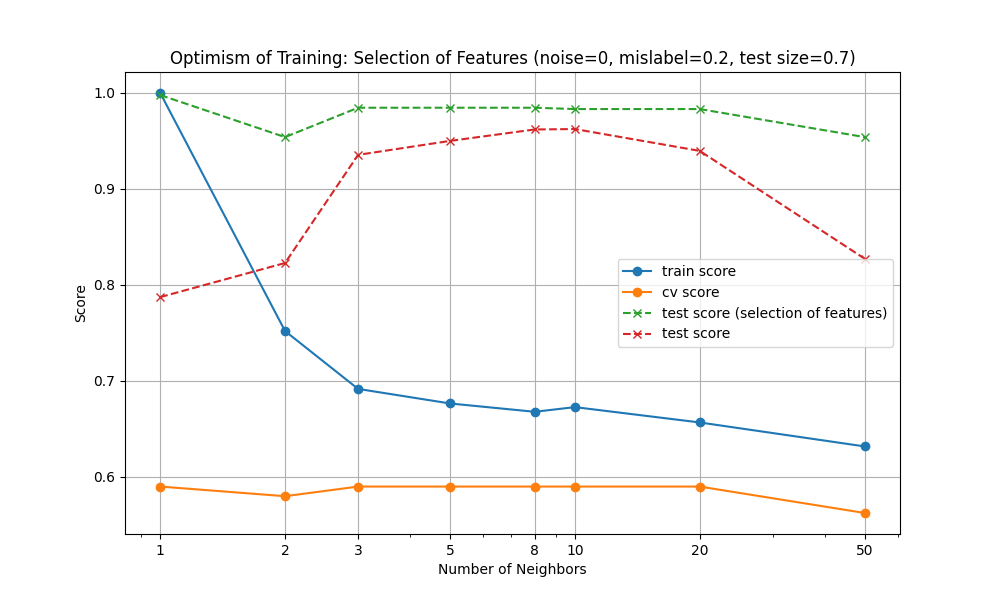 Optimism of Training: Selection of Features (noise=0, mislabel=0.2, test size=0.7)
Score
1.0
0.9
0.8
0.7
0.6
train score
cv score
test score (selection of features)
test score
1 2 3 5 8 10 20 50
Number of Neighbors